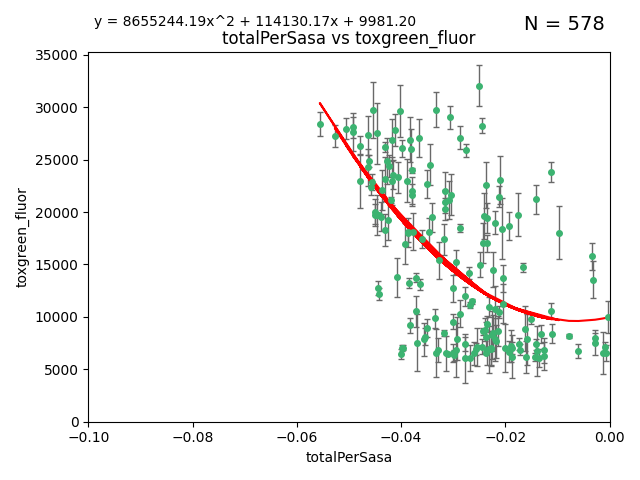 y = 8655244.19x^2 + 114130.17x + 9981.20
N = 578
totalPerSasa vs toxgreen_fluor
toxgreen_fluor
35000
30000
25000
20000
15000
10000
5000
0
−0.10 −0.08 −0.06 −0.04 −0.02 0.00
totalPerSasa